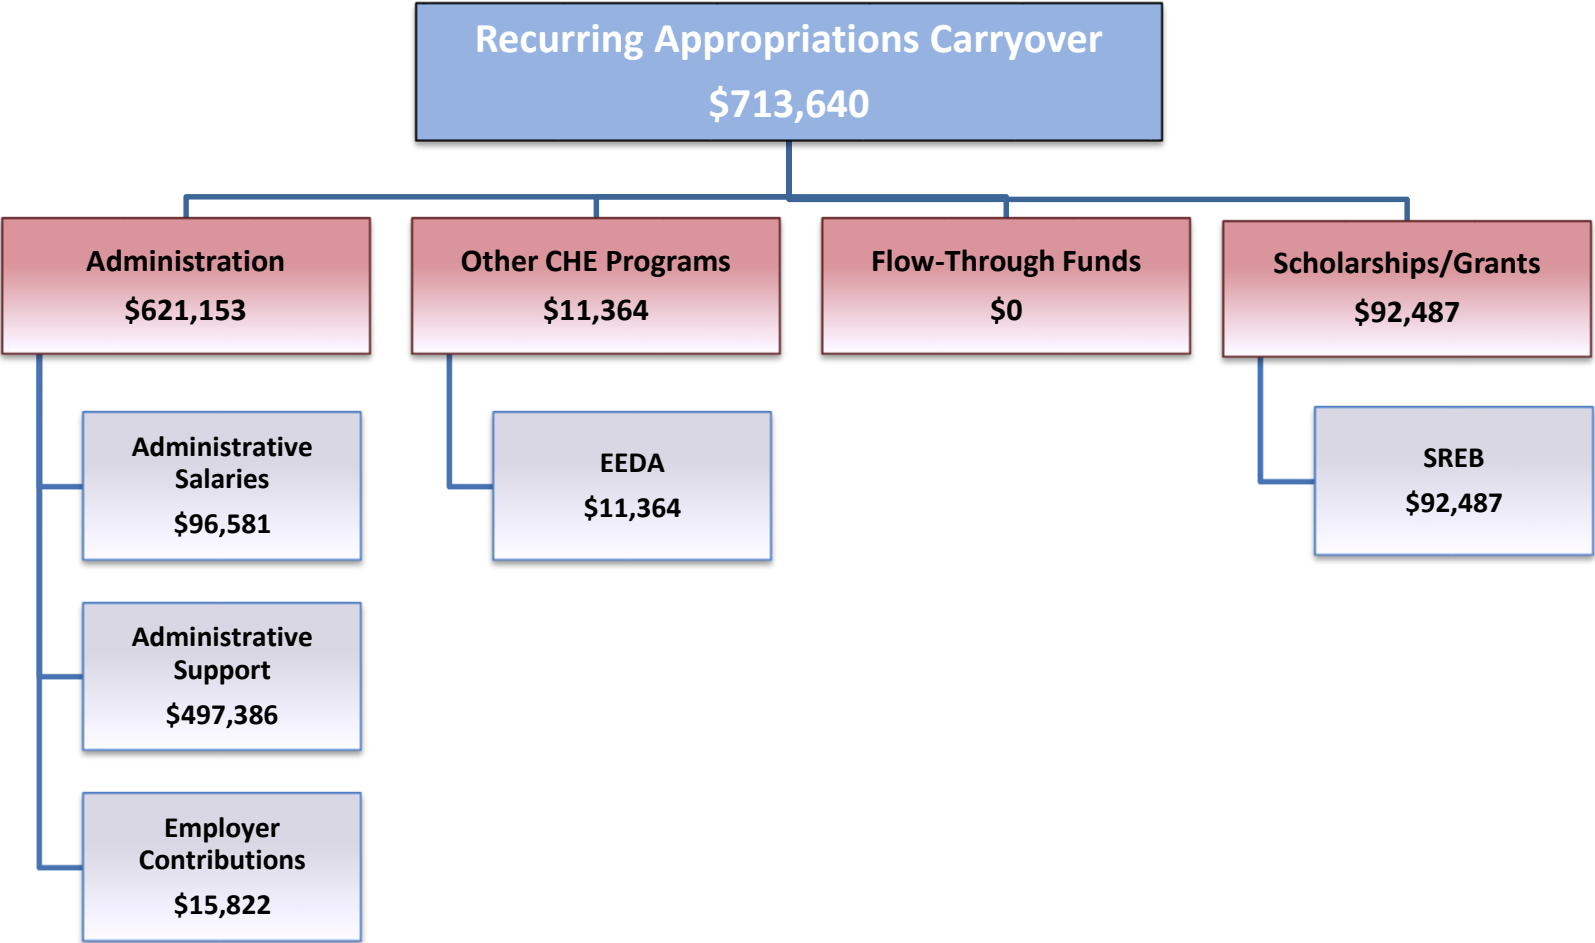 Recurring Appropriations Carryover
$713,640
Administration
$621,153
Other CHE Programs
$11,364
Flow-Through Funds
$0
Scholarships/Grants
$92,487
Administrative
Salaries
$96,581
EEDA
$11,364
SREB
$92,487
Administrative
Support
$497,386
Employer
Contributions
$15,822